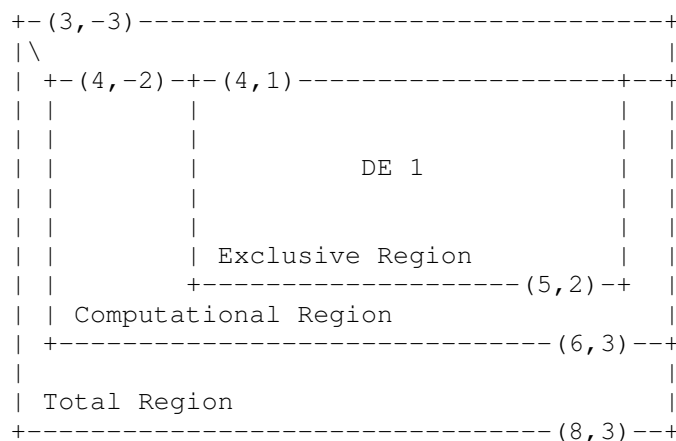 (3,-3)
(4,-2) (4,1)
DE 1
Exclusive Region
(5,2)
Computational Region
(6,3)
Total Region
(8,3)